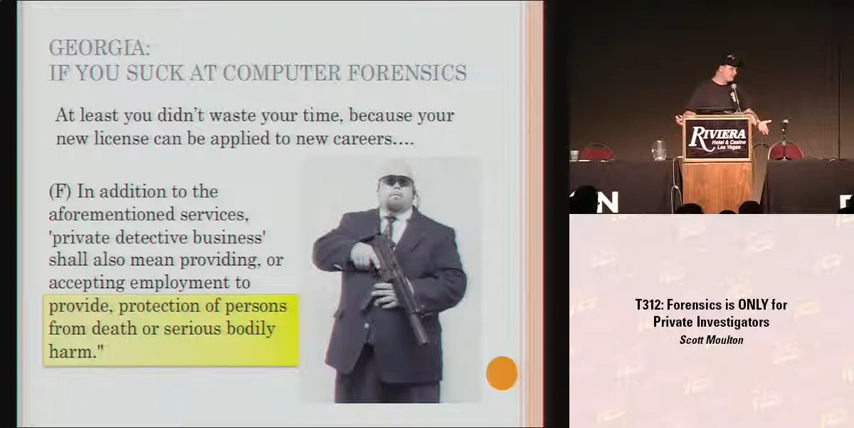 GEORGIA:
IF YOU SUCK AT COMPUTER FORENSICS
At least you didn't waste your time, because your
new license can be applied to new careers....
(F) In addition to the
aforementioned services,
'private detective business'
shall also mean providing, or
accepting employment to
provide, protection of persons
from death or serious bodily
harm."
RIVIERA
Hotel & Casino
Las Vegas
T312: Forensics is ONLY for
Private Investigators
Scott Moulton